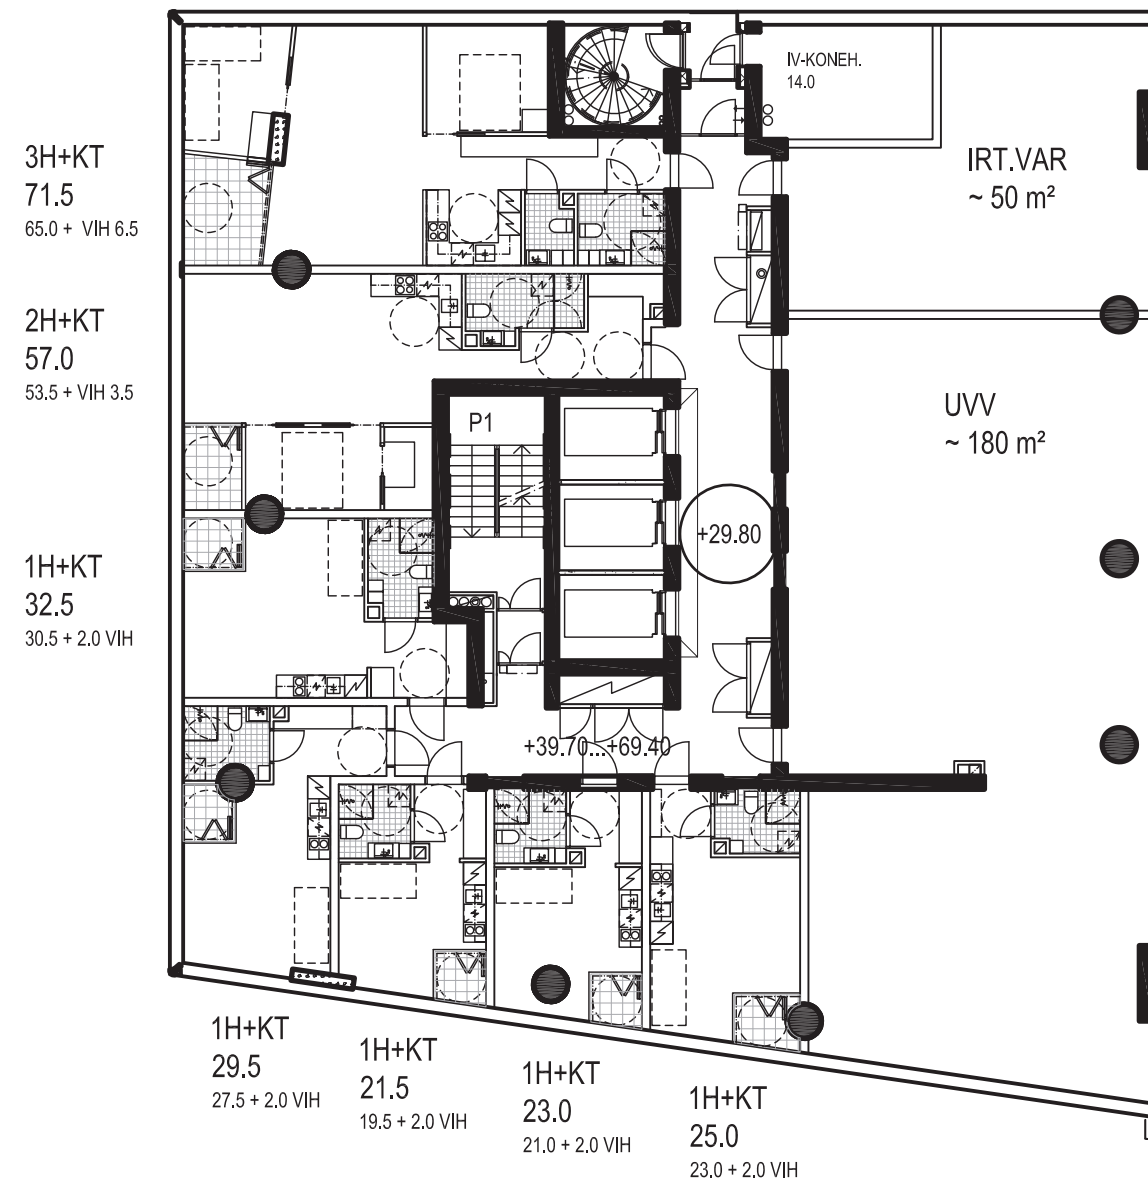 IV-KONEH.
14.0
3H+KT
71.5
65.0 + VIH 6.5
IRT.VAR
~ 50 m²
2H+KT
57.0
53.5 + VIH 3.5
UVV
~ 180 m²
P1
+29.80
1H+KT
32.5
30.5 + 2.0 VIH
+39.70...+69.40
1H+KT
29.5
27.5 + 2.0 VIH
1H+KT
21.5
19.5 + 2.0 VIH
1H+KT
23.0
21.0 + 2.0 VIH
1H+KT
25.0
23.0 + 2.0 VIH